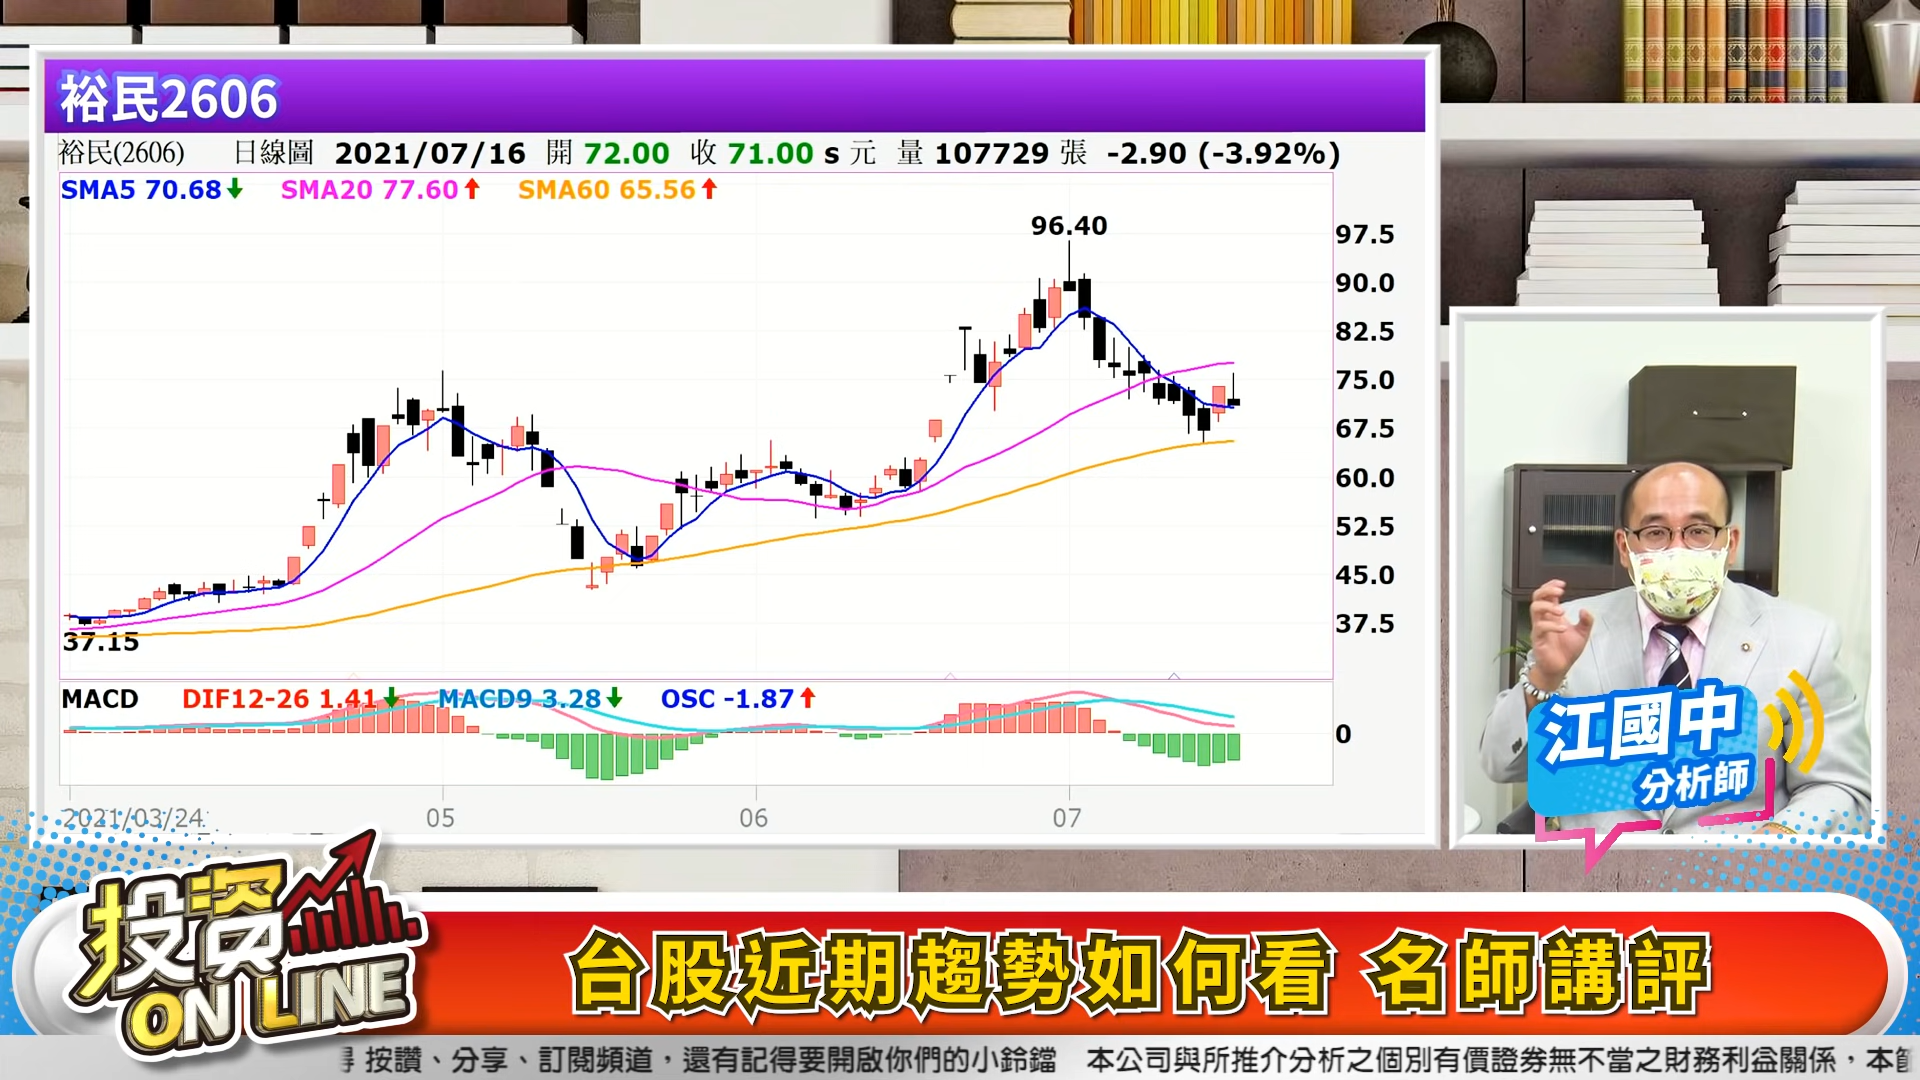 裕民2606
裕民(2606) 日線圖 2021/07/16 開 72.00 收 71.00 s 元 量 107729 張 -2.90 (-3.92%)
SMA5 70.68↓ SMA20 77.60↑ SMA60 65.56↑
96.40
97.5
90.0
82.5
75.0
67.5
60.0
52.5
45.0
37.5
37.15
MACD DIF12-26 1.41↓ MACD9 3.28↓ OSC -1.87↑
0
2021/03/24 05 06 07
江國中
分析師
投資
ON LINE
台股近期趨勢如何看 名師講評
按讚、分享、訂閱頻道，還有記得要開啟你們的小鈴鐺 本公司與所推介分析之個別有價證券無不當之財務利益關係，本